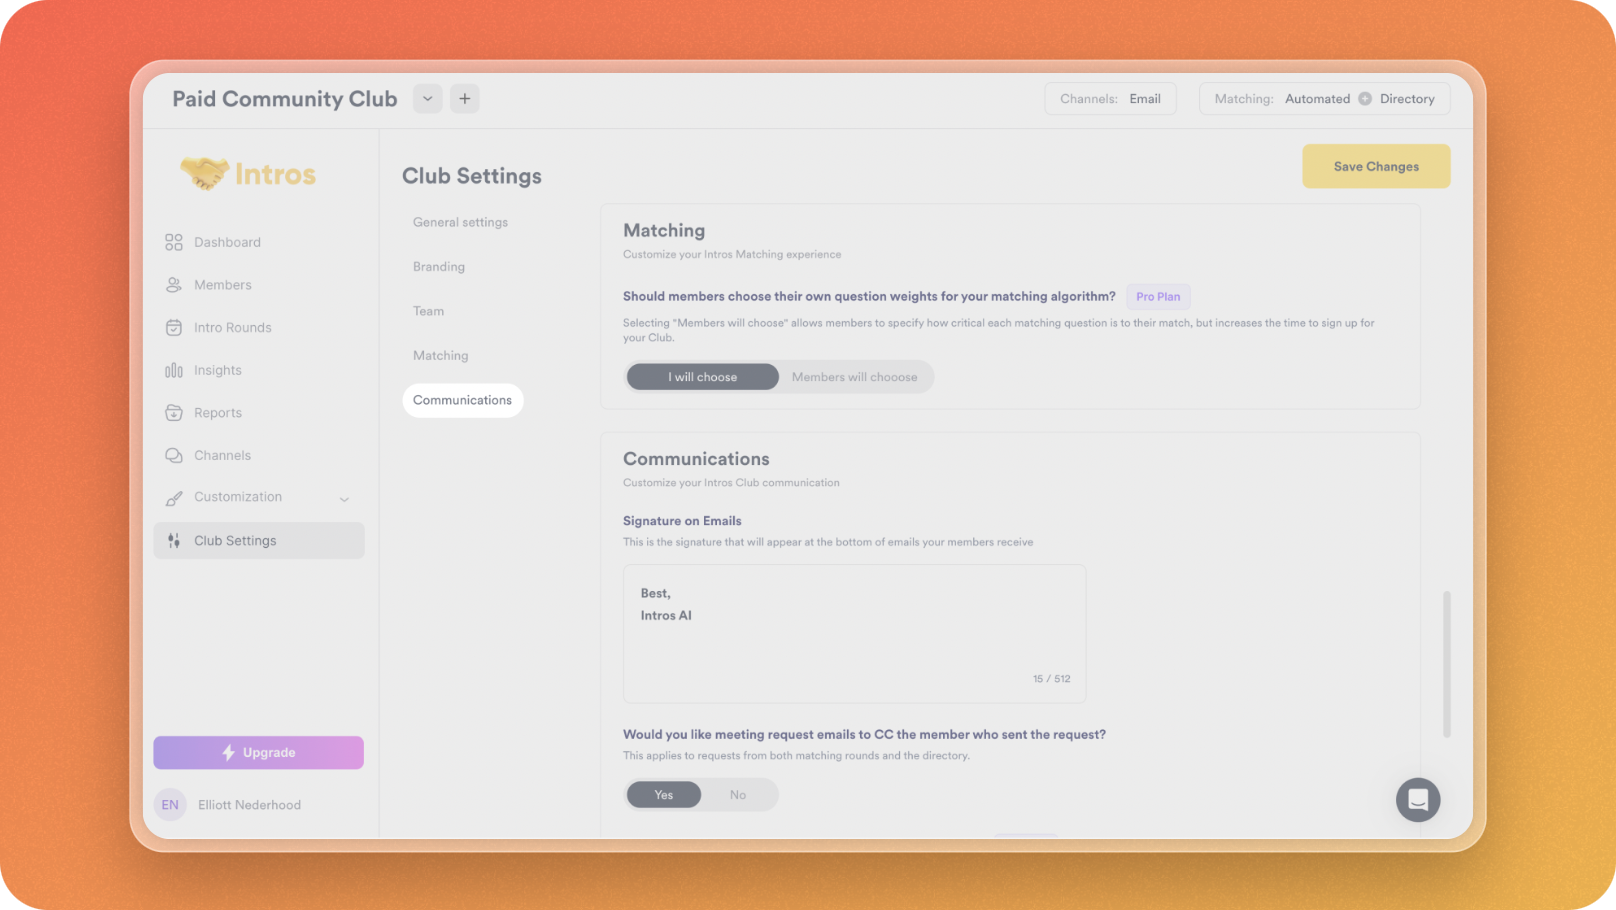 Paid Community Club
Channels: Email
Matching: Automated Directory
Intros
Dashboard
Members
Intro Rounds
Insights
Reports
Channels
Customization
Club Settings
Upgrade
EN
Elliott Nederhood
Club Settings
Save Changes
General settings
Branding
Team
Matching
Communications
Matching
Customize your Intros Matching experience
Should members choose their own question weights for your matching algorithm? Pro Plan
Selecting "Members will choose" allows members to specify how critical each matching question is to their match, but increases the time to sign up for
your Club.
I will choose
Members will chooose
Communications
Customize your Intros Club communication
Signature on Emails
This is the signature that will appear at the bottom of emails your members receive
Best,
Intros AI
15 / 512
Would you like meeting request emails to CC the member who sent the request?
This applies to requests from both matching rounds and the directory.
Yes
No